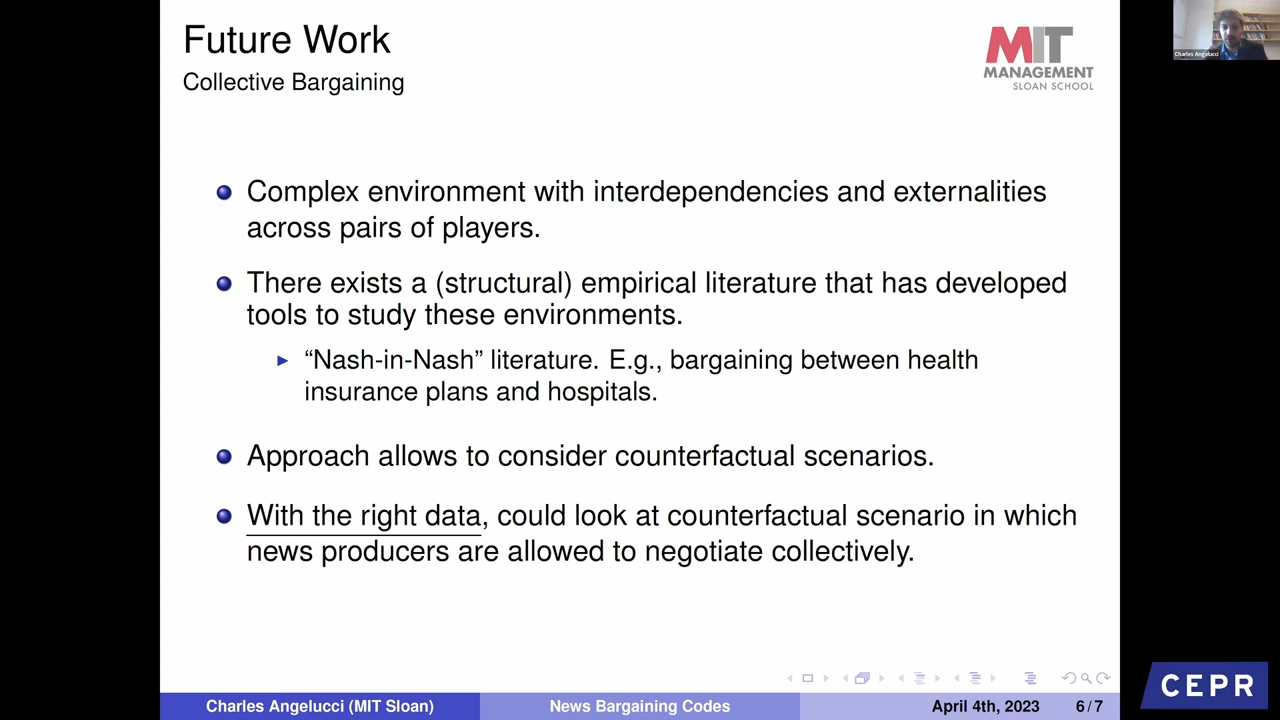 Future Work
Collective Bargaining
MIT
MANAGEMENT
SLOAN SCHOOL
Charles Angelucci
Complex environment with interdependencies and externalities
across pairs of players.
There exists a (structural) empirical literature that has developed
tools to study these environments.
“Nash-in-Nash” literature. E.g., bargaining between health
insurance plans and hospitals.
Approach allows to consider counterfactual scenarios.
With the right data, could look at counterfactual scenario in which
news producers are allowed to negotiate collectively.
CEPR
Charles Angelucci (MIT Sloan)
News Bargaining Codes
April 4th, 2023
6 / 7